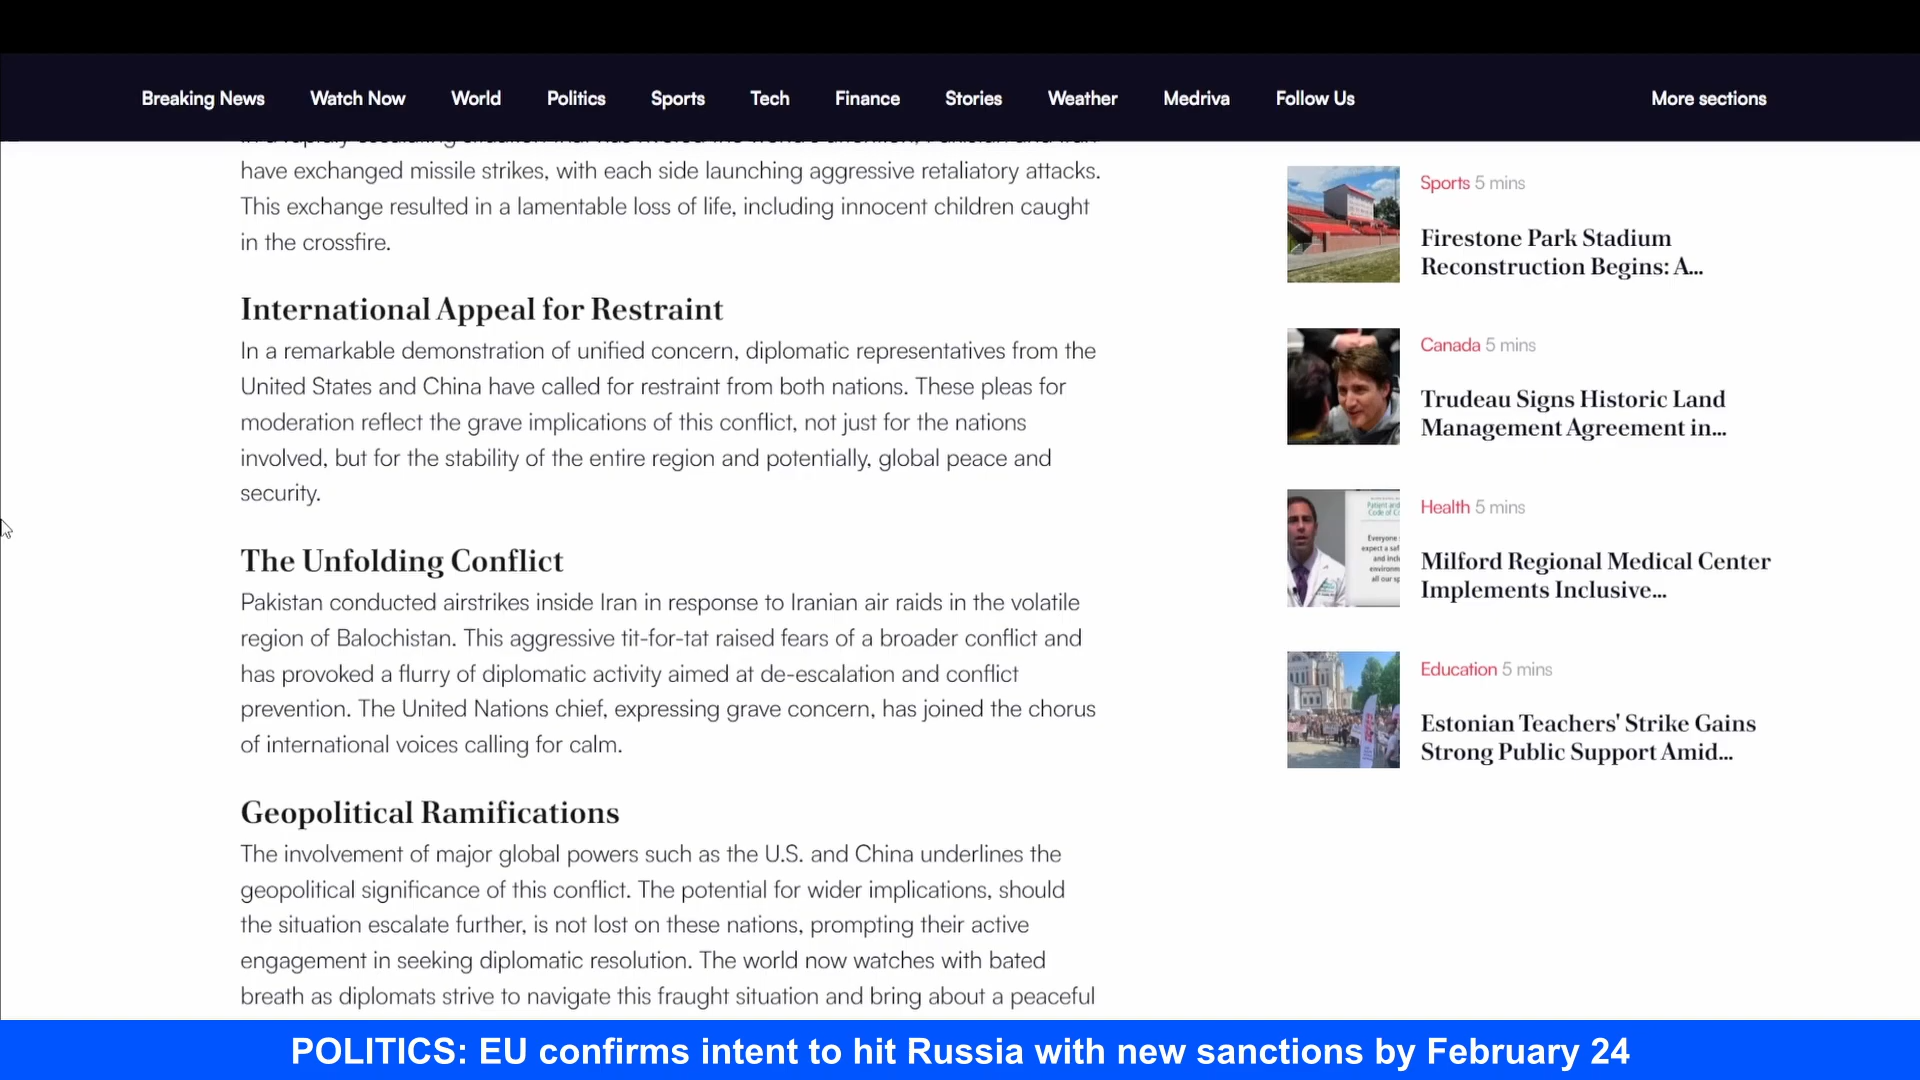 Breaking News Watch Now World Politics Sports Tech Finance Stories Weather Medriva Follow Us More sections
have exchanged missile strikes, with each side launching aggressive retaliatory attacks.
This exchange resulted in a lamentable loss of life, including innocent children caught
in the crossfire.
International Appeal for Restraint
In a remarkable demonstration of unified concern, diplomatic representatives from the
United States and China have called for restraint from both nations. These pleas for
moderation reflect the grave implications of this conflict, not just for the nations
involved, but for the stability of the entire region and potentially, global peace and
security.
The Unfolding Conflict
Pakistan conducted airstrikes inside Iran in response to Iranian air raids in the volatile
region of Balochistan. This aggressive tit-for-tat raised fears of a broader conflict and
has provoked a flurry of diplomatic activity aimed at de-escalation and conflict
prevention. The United Nations chief, expressing grave concern, has joined the chorus
of international voices calling for calm.
Geopolitical Ramifications
The involvement of major global powers such as the U.S. and China underlines the
geopolitical significance of this conflict. The potential for wider implications, should
the situation escalate further, is not lost on these nations, prompting their active
engagement in seeking diplomatic resolution. The world now watches with bated
breath as diplomats strive to navigate this fraught situation and bring about a peaceful
Sports 5 mins
Firestone Park Stadium
Reconstruction Begins: A...
Canada 5 mins
Trudeau Signs Historic Land
Management Agreement in...
Health 5 mins
Patient and
Code of C
Everyone
expect a saf
and incl
environm
all our sp
Milford Regional Medical Center
Implements Inclusive...
Education 5 mins
Estonian Teachers' Strike Gains
Strong Public Support Amid...
POLITICS: EU confirms intent to hit Russia with new sanctions by February 24